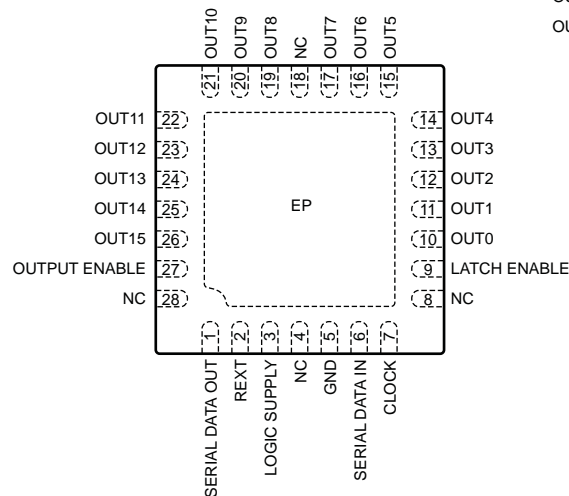 OUT10
OUT9
OUT8
NC
OUT7
OUT6
OUT5
21
20
19
18
17
16
15
OUT11 22
OUT12 23
OUT13 24
OUT14 25
OUT15 26
OUTPUT ENABLE 27
NC 28
EP
14 OUT4
13 OUT3
12 OUT2
11 OUT1
10 OUT0
9 LATCH ENABLE
8 NC
1
2
3
4
5
6
7
SERIAL DATA OUT
REXT
LOGIC SUPPLY
NC
GND
SERIAL DATA IN
CLOCK